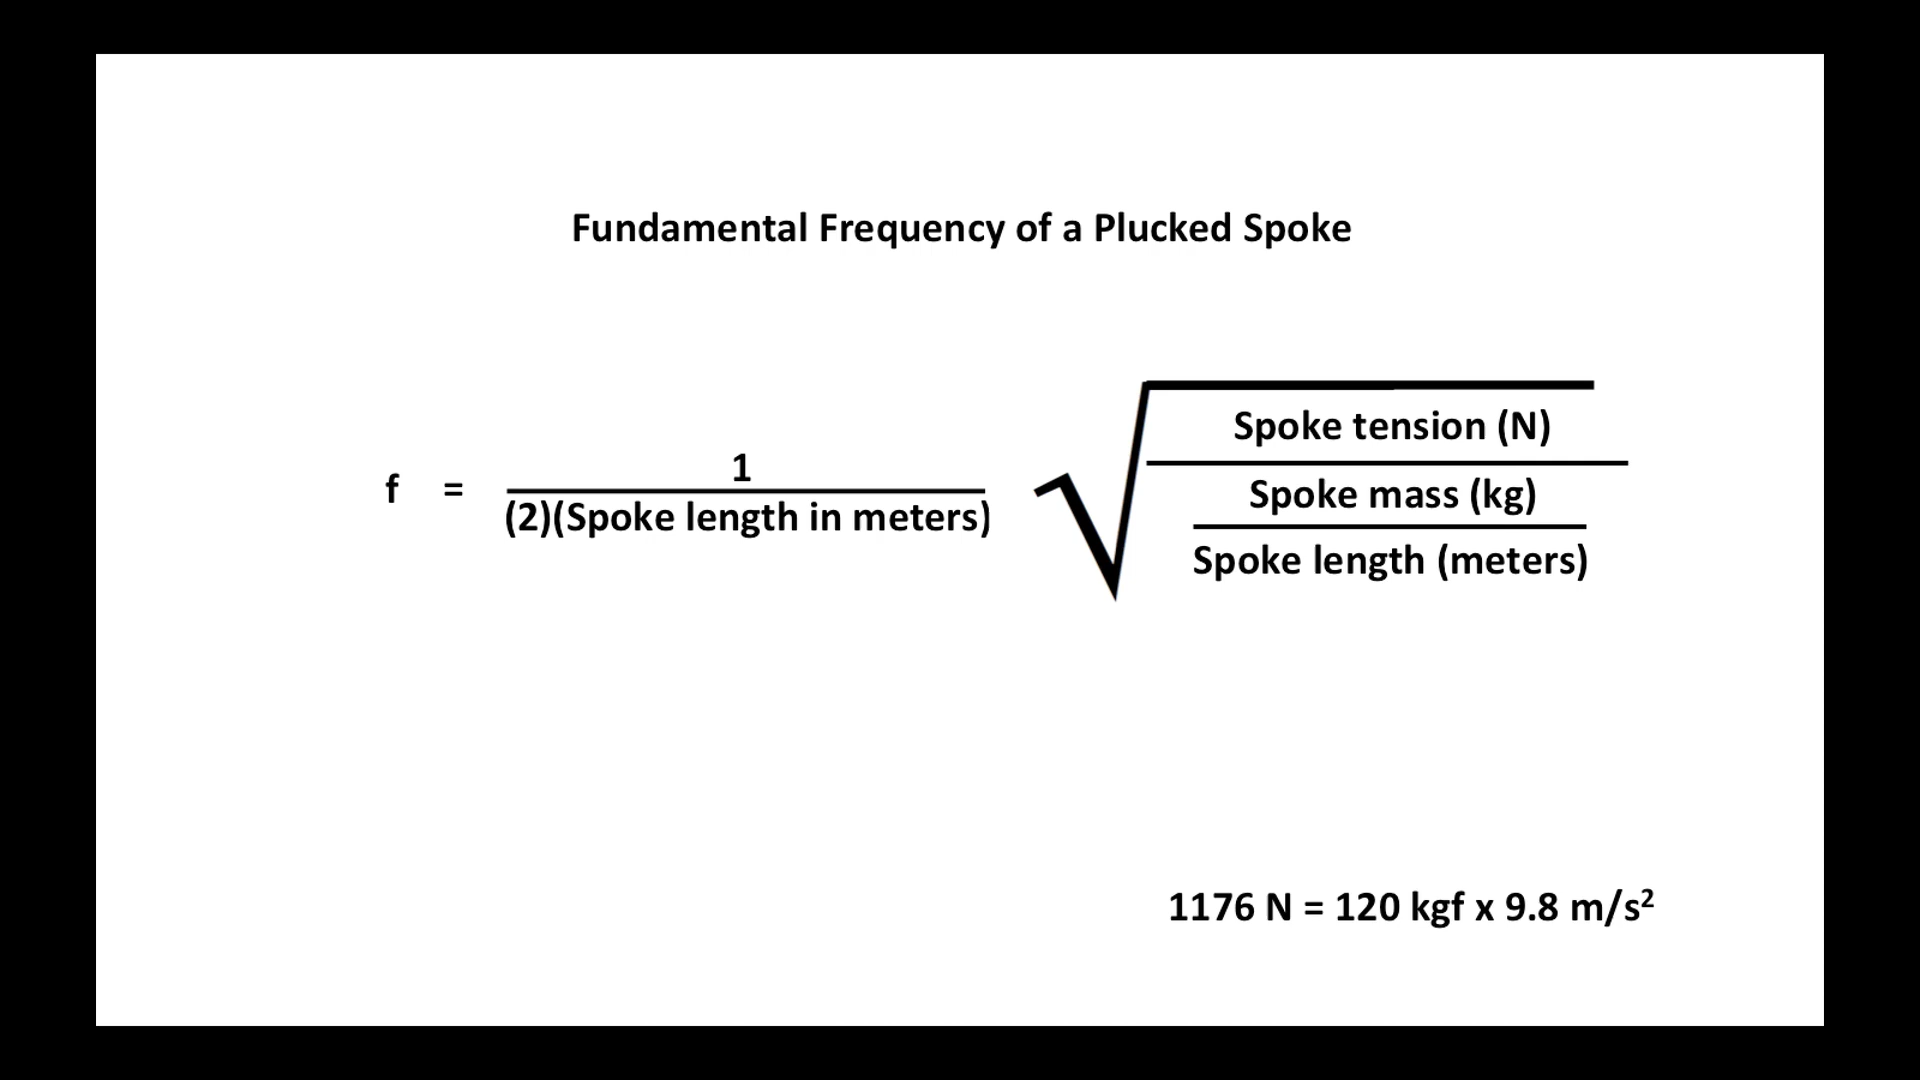 Fundamental Frequency of a Plucked Spoke
f = 1
(2)(Spoke length in meters)
Spoke tension (N)
Spoke mass (kg)
Spoke length (meters)
1176 N = 120 kgf x 9.8 m/s²